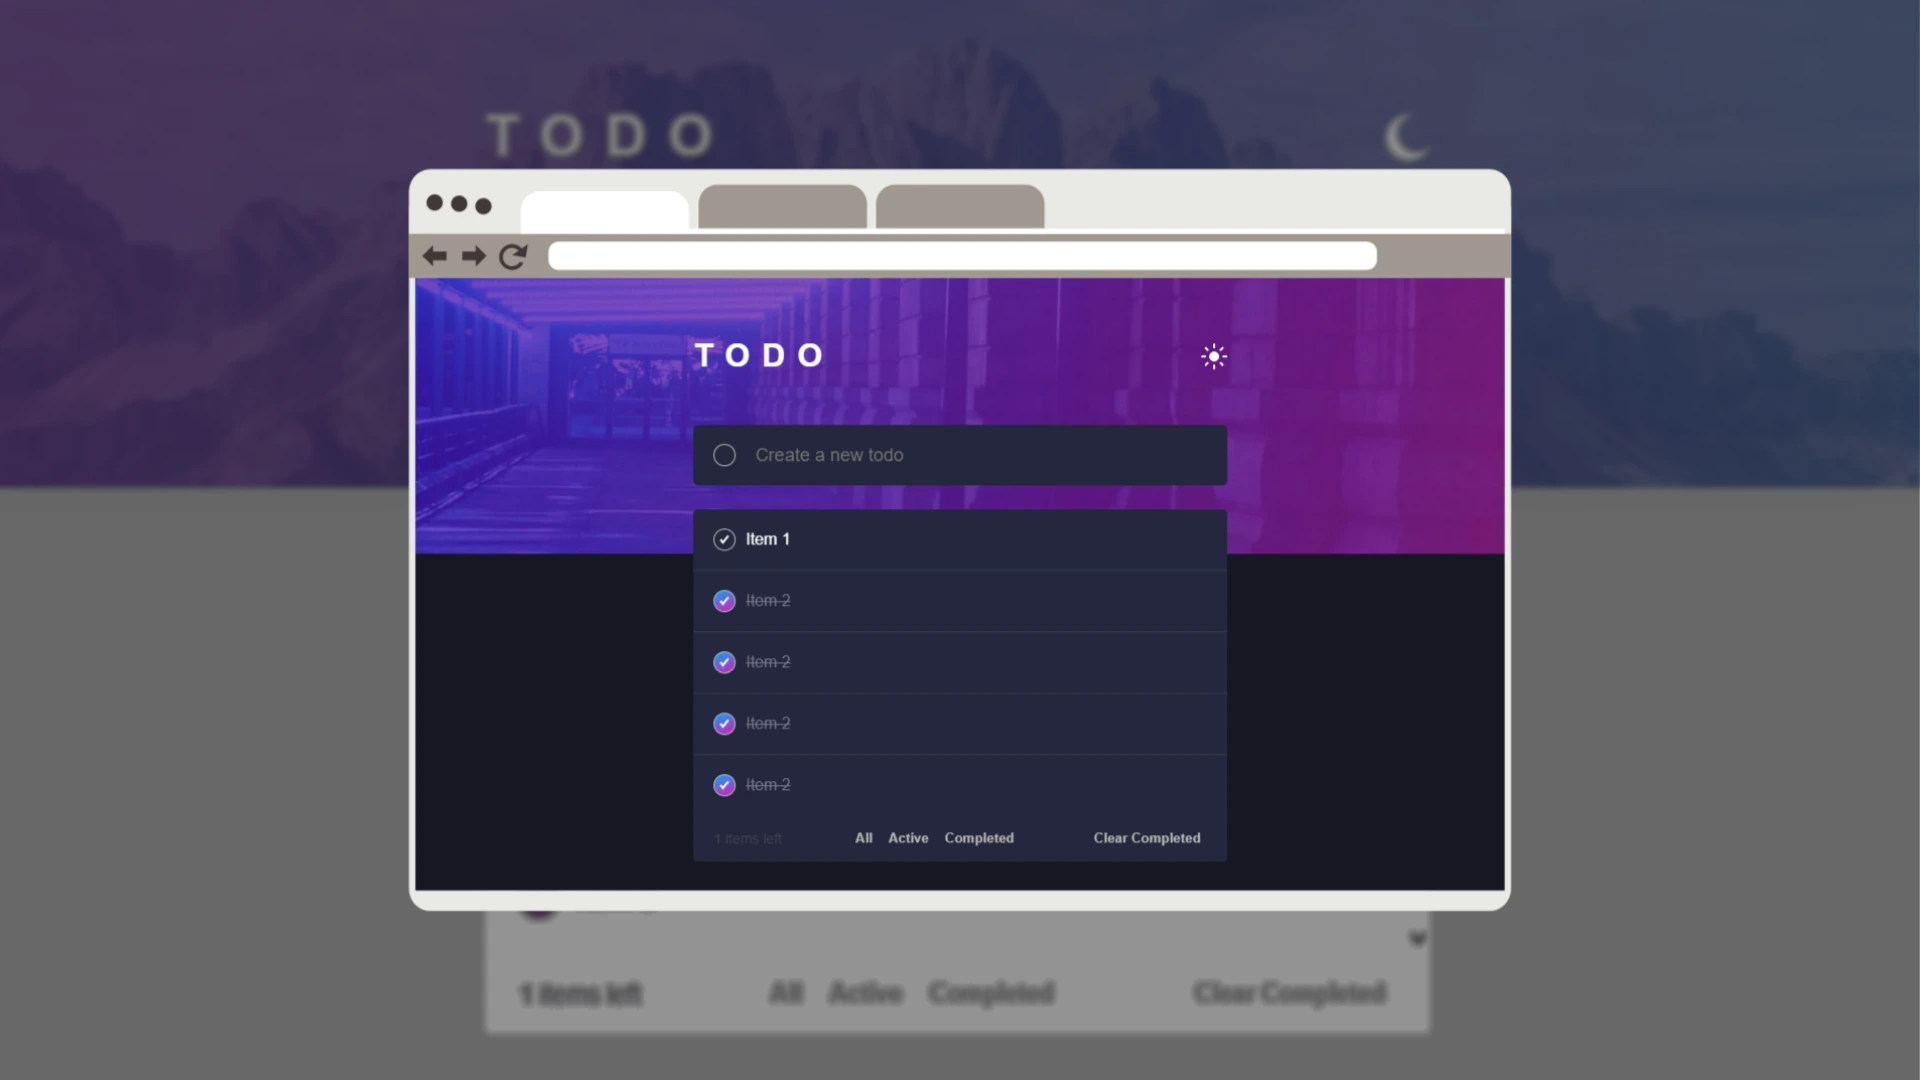 TODO
TODO
Create a new todo
Item 1
Item 2
Item 2
Item 2
Item 2
1 items left All Active Completed Clear Completed
1 items left All Active Completed Clear Completed